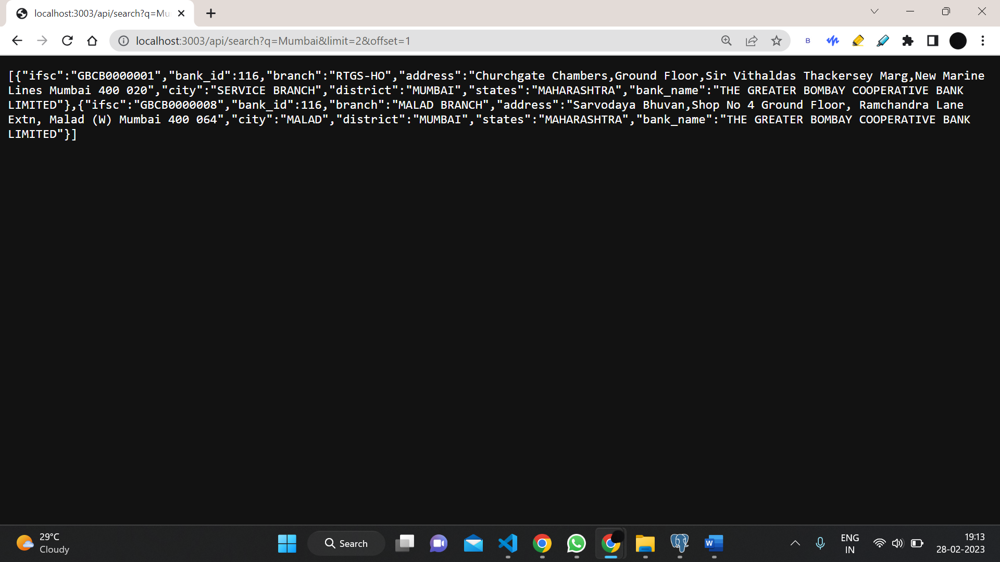 localhost:3003/api/search?q=Mu
localhost:3003/api/search?q=Mumbai&limit=2&offset=1
B
[{"ifsc":"GBCB0000001","bank_id":116,"branch":"RTGS-HO","address":"Churchgate Chambers,Ground Floor,Sir Vithaldas Thackersey Marg,New Marine
Lines Mumbai 400 020","city":"SERVICE BRANCH","district":"MUMBAI","states":"MAHARASHTRA","bank_name":"THE GREATER BOMBAY COOPERATIVE BANK
LIMITED"},{"ifsc":"GBCB0000008","bank_id":116,"branch":"MALAD BRANCH","address":"Sarvodaya Bhuvan,Shop No 4 Ground Floor, Ramchandra Lane
Extn, Malad (W) Mumbai 400 064","city":"MALAD","district":"MUMBAI","states":"MAHARASHTRA","bank_name":"THE GREATER BOMBAY COOPERATIVE BANK
LIMITED"}]
29°C
Cloudy
Search
W
ENG
IN
19:13
28-02-2023